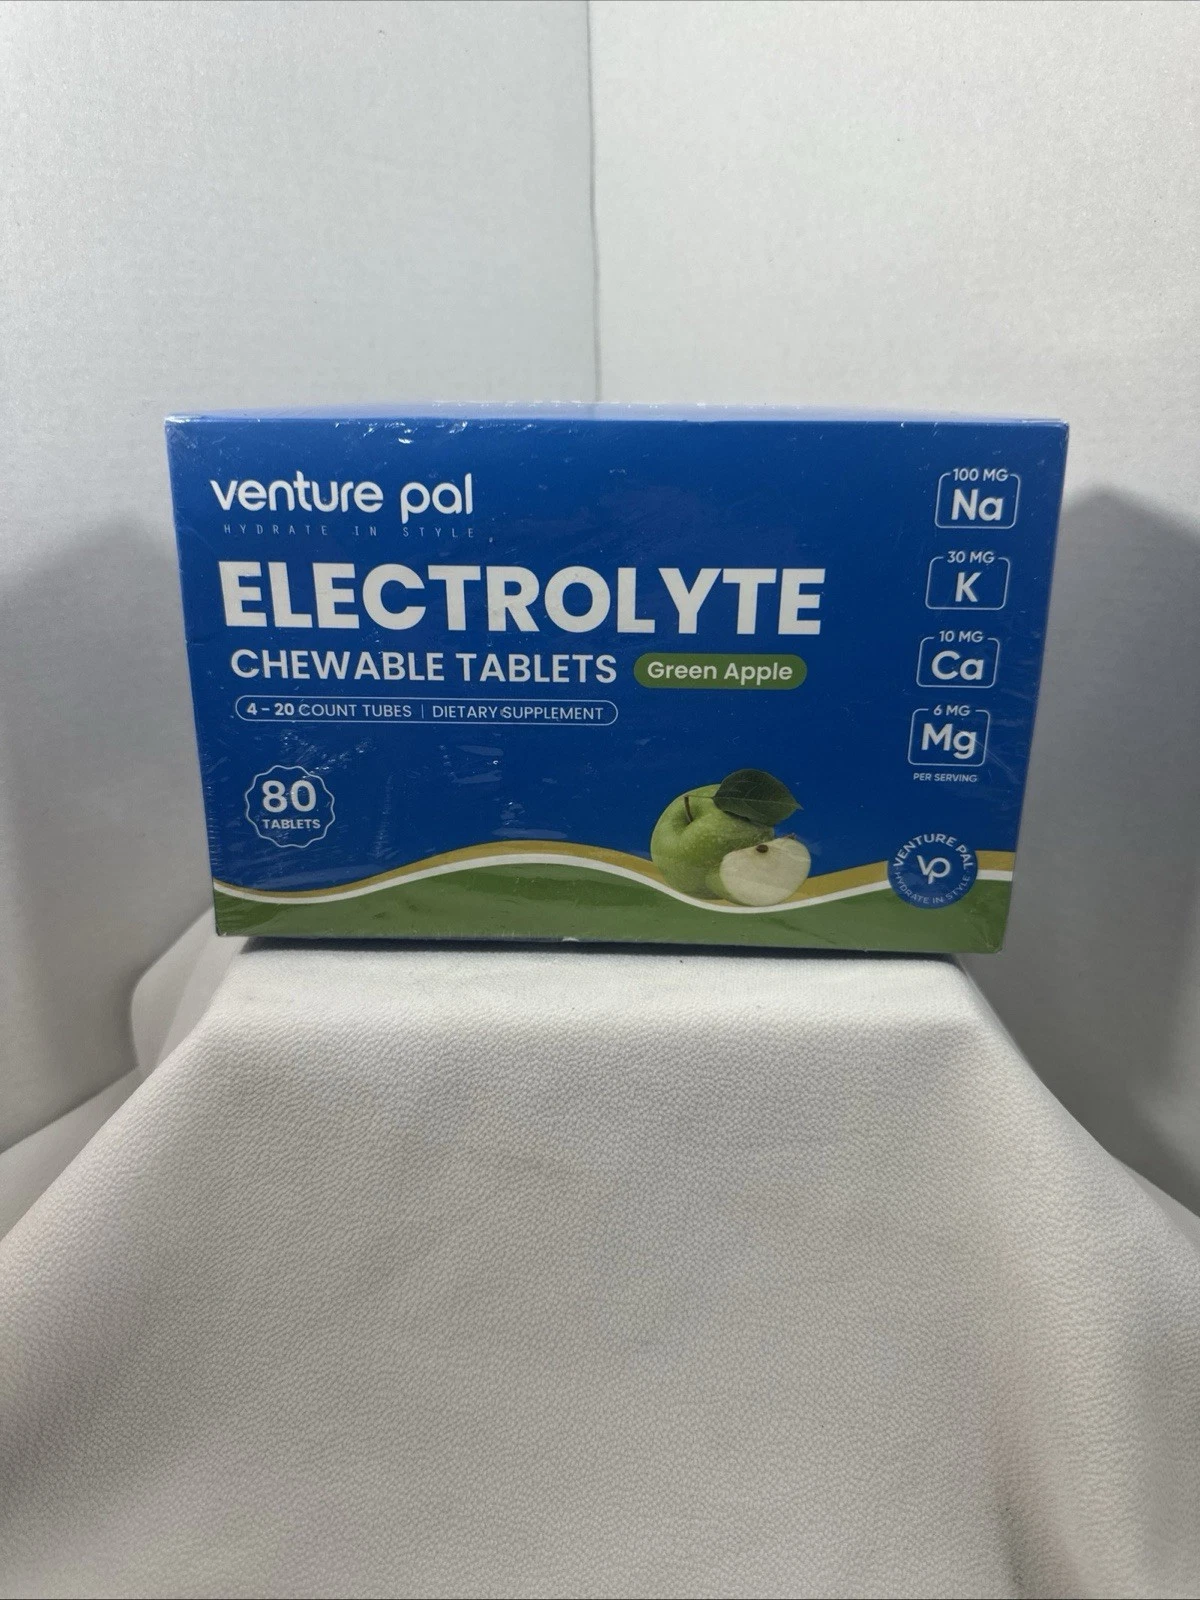 venture pal
HYDRATE IN STYLE
ELECTROLYTE
CHEWABLE TABLETS Green Apple
4 - 20 COUNT TUBES | DIETARY SUPPLEMENT
80
TABLETS
100 MG
Na
30 MG
K
10 MG
Ca
6 MG
Mg
PER SERVING
VENTURE PAL
VP
HYDRATE IN STYLE